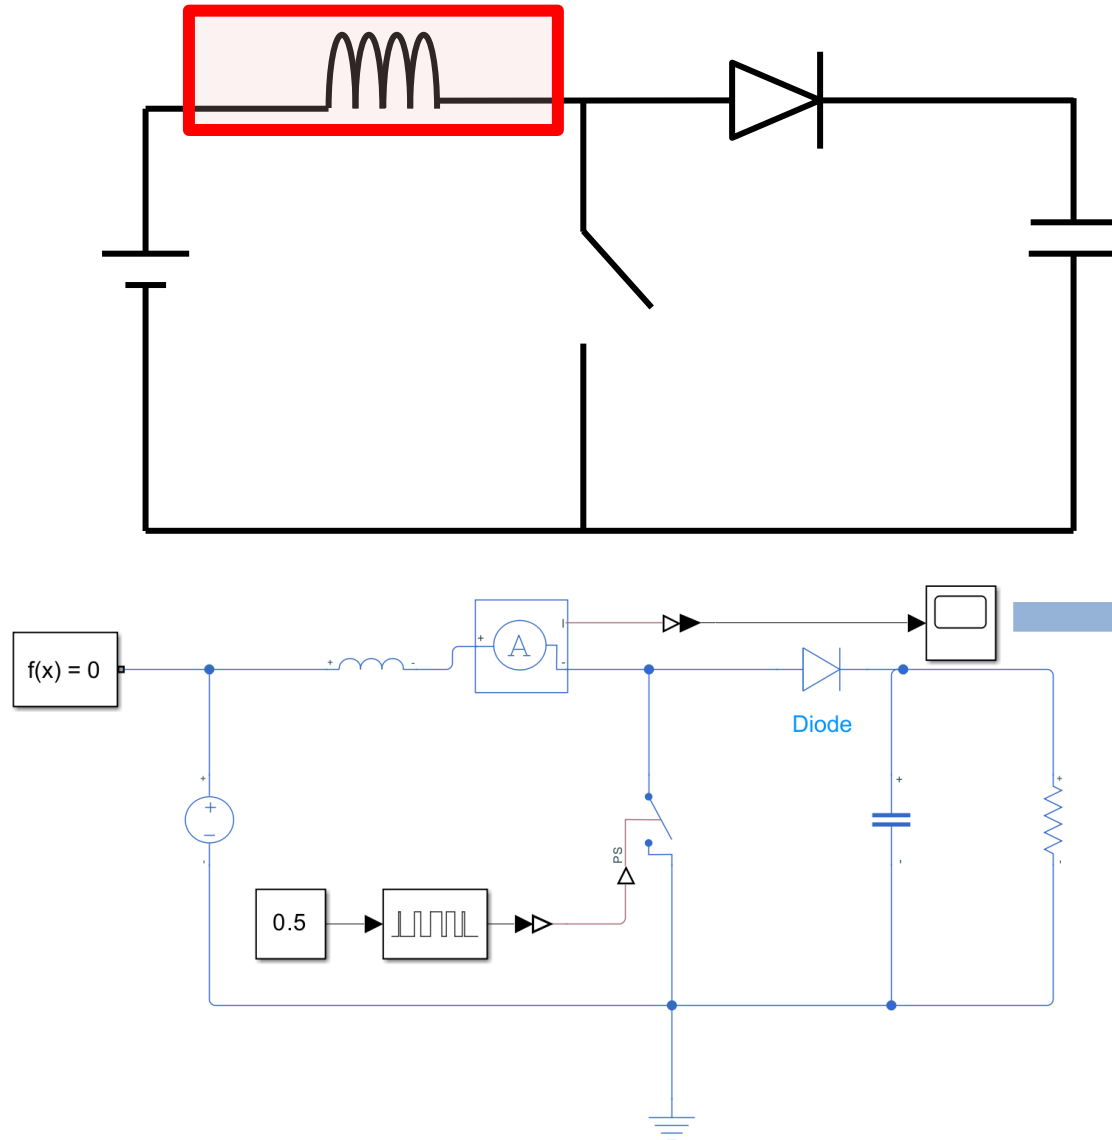 f(x) = 0
+
-
+
A
I
-
Diode
+
+
-
-
+
-
+
-
PS
0.5